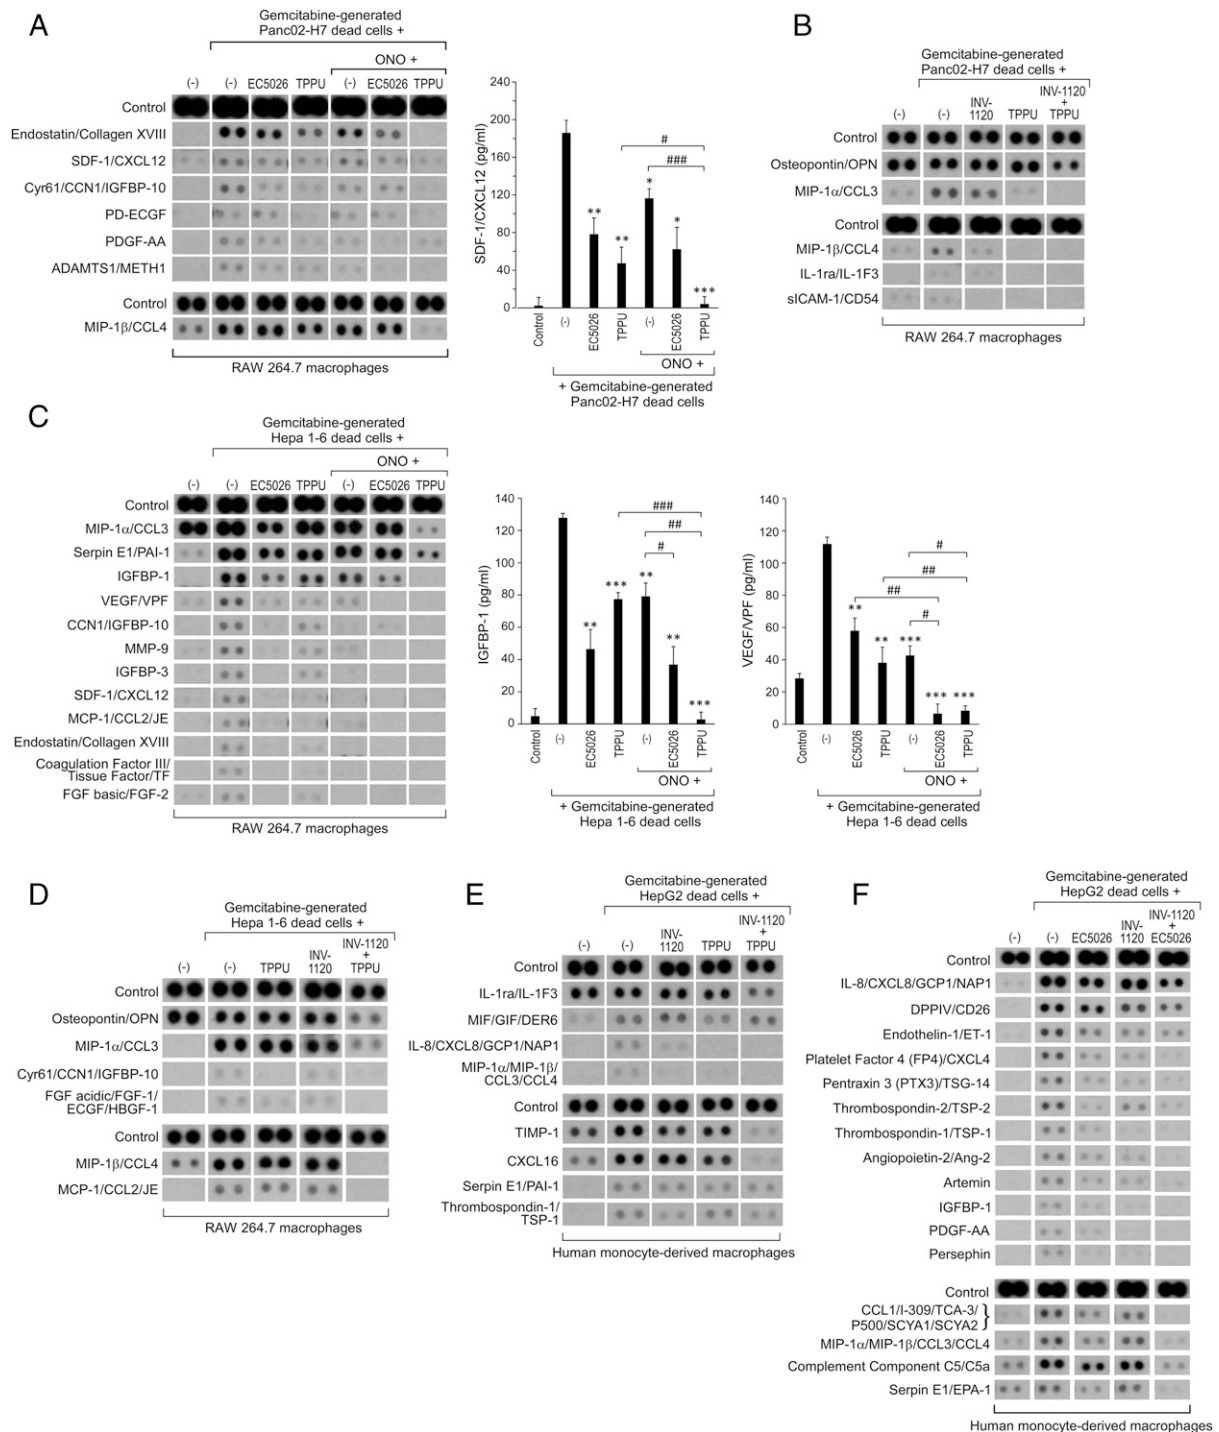 A
Gemcitabine-generated
Panc02-H7 dead cells +
ONO +
(-) (-) EC5026 TPPU (-) EC5026 TPPU
Control
Endostatin/Collagen XVIII
SDF-1/CXCL12
Cyr61/CCN1/IGFBP-10
PD-ECGF
PDGF-AA
ADAMTS1/METH1
Control
MIP-1β/CCL4
RAW 264.7 macrophages
SDF-1/CXCL12 (pg/ml)
240
200
160
120
80
40
0
#
###
** ** * * ***
Control (-) EC5026 TPPU (-) EC5026 TPPU
ONO +
+ Gemcitabine-generated
Panc02-H7 dead cells
B
Gemcitabine-generated
Panc02-H7 dead cells +
(-) (-) INV-1120 TPPU INV-1120 + TPPU
Control
Osteopontin/OPN
MIP-1α/CCL3
Control
MIP-1β/CCL4
IL-1ra/IL-1F3
sICAM-1/CD54
RAW 264.7 macrophages
C
Gemcitabine-generated
Hepa 1-6 dead cells +
ONO +
(-) (-) EC5026 TPPU (-) EC5026 TPPU
Control
MIP-1α/CCL3
Serpin E1/PAI-1
IGFBP-1
VEGF/VPF
CCN1/IGFBP-10
MMP-9
IGFBP-3
SDF-1/CXCL12
MCP-1/CCL2/JE
Endostatin/Collagen XVIII
Coagulation Factor III/
Tissue Factor/TF
FGF basic/FGF-2
RAW 264.7 macrophages
IGFBP-1 (pg/ml)
140
120
100
80
60
40
20
0
###
##
#
** *** ** ** ***
Control (-) EC5026 TPPU (-) EC5026 TPPU
ONO +
+ Gemcitabine-generated
Hepa 1-6 dead cells
VEGF/VPF (pg/ml)
140
120
100
80
60
40
20
0
#
##
##
#
** ** *** *** ***
Control (-) EC5026 TPPU (-) EC5026 TPPU
ONO +
+ Gemcitabine-generated
Hepa 1-6 dead cells
D
Gemcitabine-generated
Hepa 1-6 dead cells +
(-) (-) TPPU INV-1120 INV-1120 + TPPU
Control
Osteopontin/OPN
MIP-1α/CCL3
Cyr61/CCN1/IGFBP-10
FGF acidic/FGF-1/
ECGF/HBGF-1
Control
MIP-1β/CCL4
MCP-1/CCL2/JE
RAW 264.7 macrophages
E
Gemcitabine-generated
HepG2 dead cells +
(-) (-) INV-1120 TPPU INV-1120 + TPPU
Control
IL-1ra/IL-1F3
MIF/GIF/DER6
IL-8/CXCL8/GCP1/NAP1
MIP-1α/MIP-1β/
CCL3/CCL4
Control
TIMP-1
CXCL16
Serpin E1/PAI-1
Thrombospondin-1/
TSP-1
Human monocyte-derived macrophages
F
Gemcitabine-generated
HepG2 dead cells +
(-) (-) EC5026 INV-1120 INV-1120 + EC5026
Control
IL-8/CXCL8/GCP1/NAP1
DPPIV/CD26
Endothelin-1/ET-1
Platelet Factor 4 (FP4)/CXCL4
Pentraxin 3 (PTX3)/TSG-14
Thrombospondin-2/TSP-2
Thrombospondin-1/TSP-1
Angiopoietin-2/Ang-2
Artemin
IGFBP-1
PDGF-AA
Persephin
Control
CCL1/I-309/TCA-3/
P500/SCYA1/SCYA2
MIP-1α/MIP-1β/CCL3/CCL4
Complement Component C5/C5a
Serpin E1/EPA-1
Human monocyte-derived macrophages